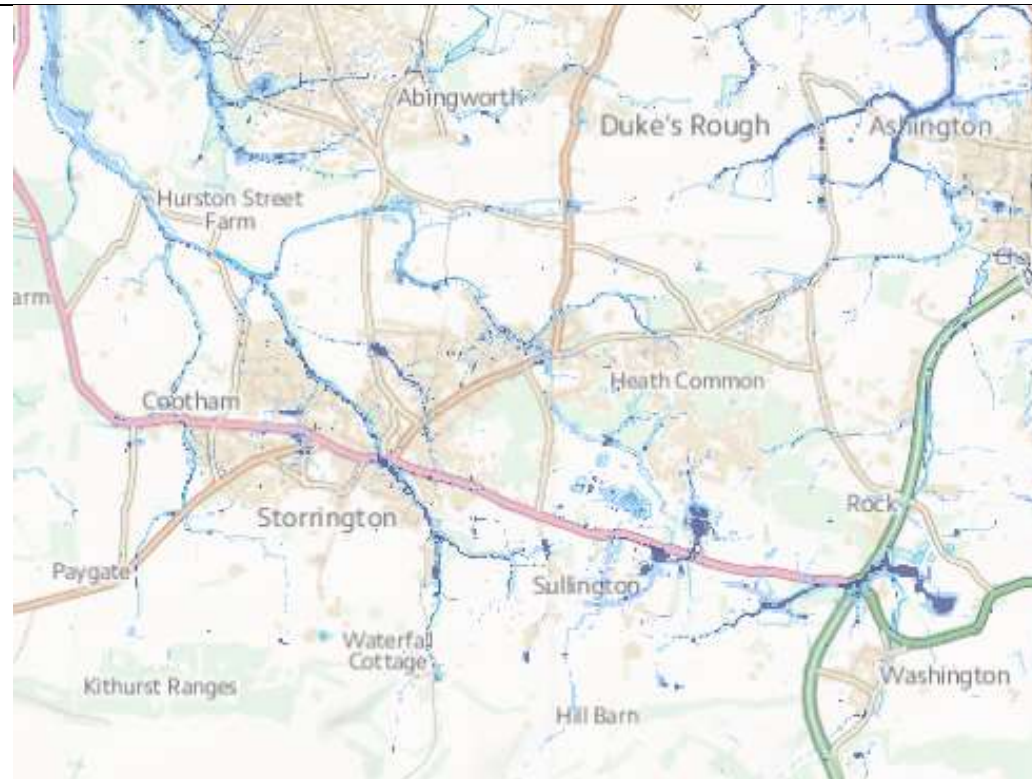 Abingworth
Duke's Rough
Ashington
Hurston Street
Farm
arm
Heath Common
Cootham
Rock
Storrington
Paygate
Sullington
Waterfall
Cottage
Washington
Kithurst Ranges
Hill Barn